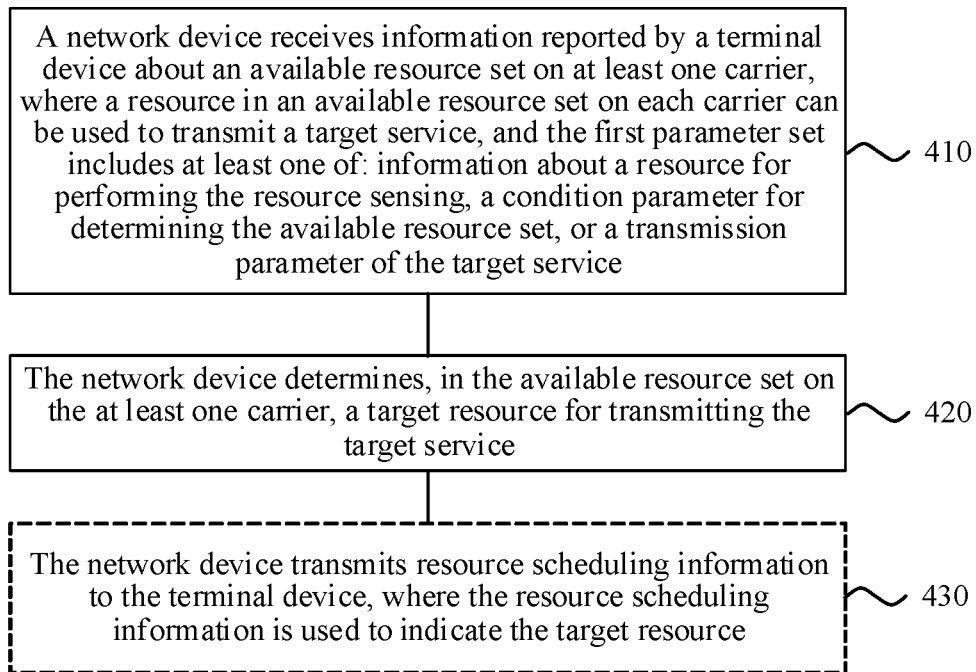 A network device receives information reported by a terminal
device about an available resource set on at least one carrier,
where a resource in an available resource set on each carrier can
be used to transmit a target service, and the first parameter set
includes at least one of: information about a resource for
performing the resource sensing, a condition parameter for
determining the available resource set, or a transmission
parameter of the target service
410
The network device determines, in the available resource set on
the at least one carrier, a target resource for transmitting the
target service
420
The network device transmits resource scheduling information
to the terminal device, where the resource scheduling
information is used to indicate the target resource
430